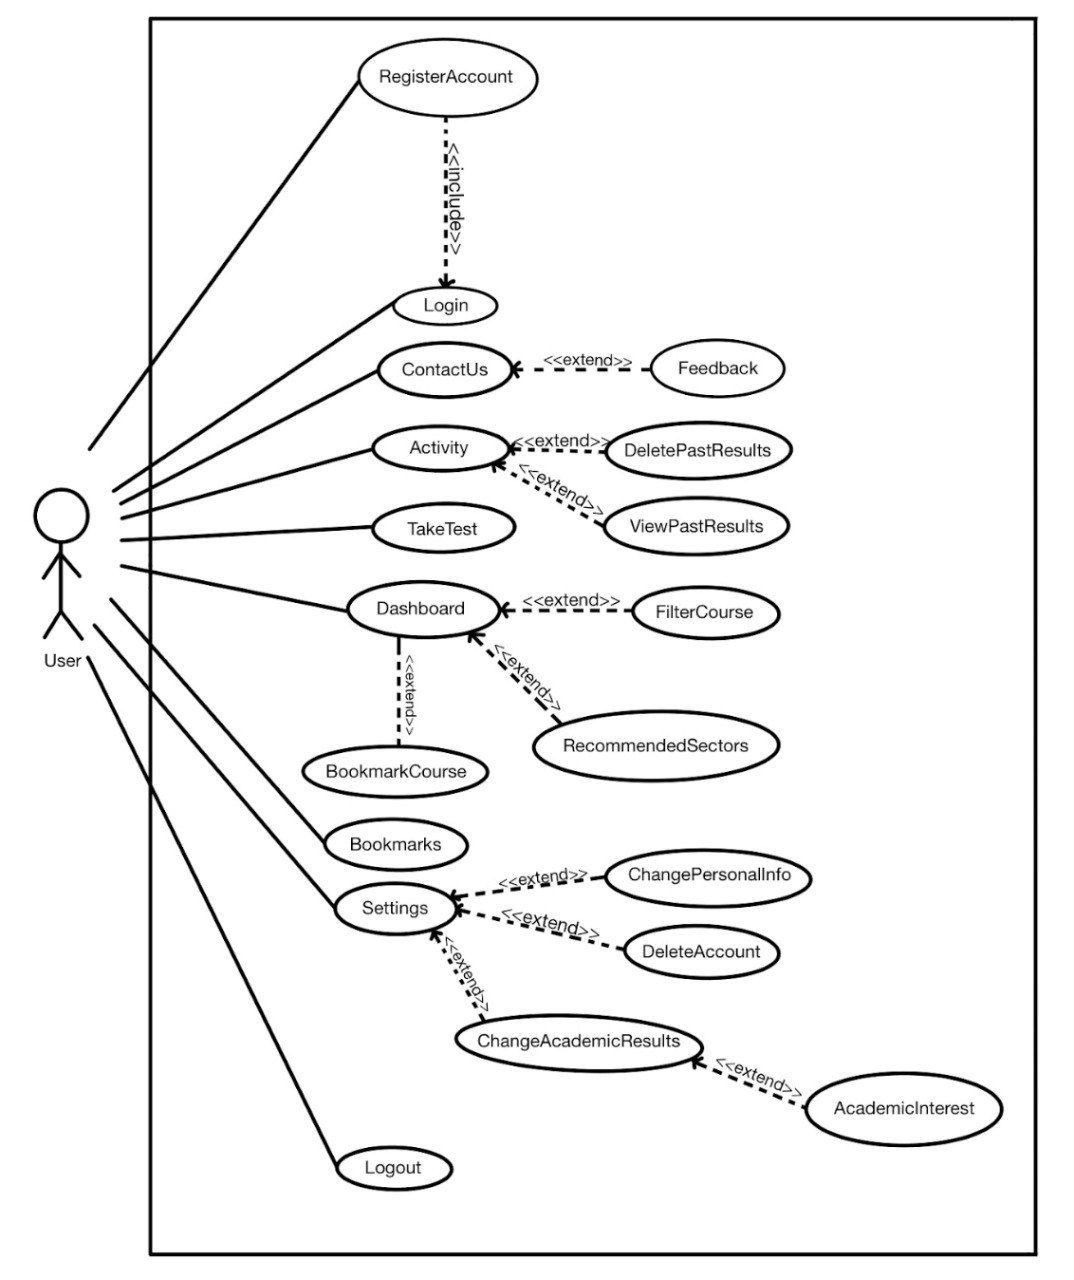 RegisterAccount
<<include>>
Login
ContactUs
<<extend>>
Feedback
Activity
<<extend>>
DeletePastResults
<<extend>>
ViewPastResults
TakeTest
Dashboard
<<extend>>
FilterCourse
User
<<extend>>
<<extend>>
RecommendedSectors
BookmarkCourse
Bookmarks
<<extend>>
ChangePersonalInfo
Settings
<<extend>>
DeleteAccount
<<extend>>
ChangeAcademicResults
<<extend>>
AcademicInterest
Logout